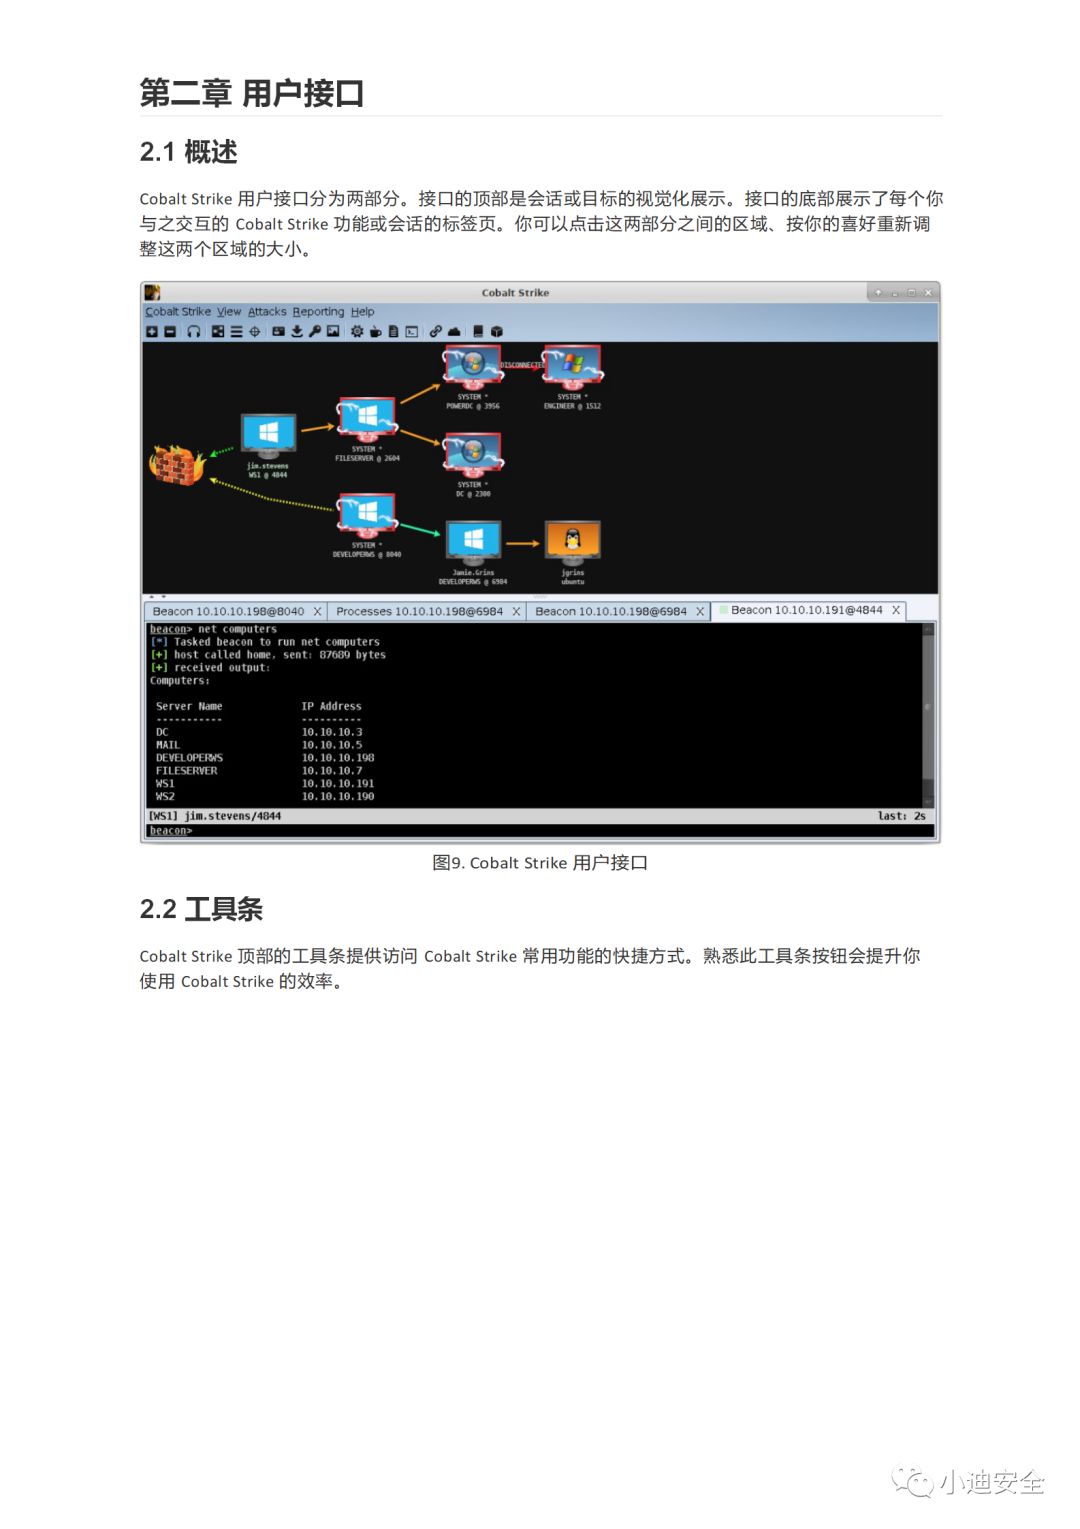 第二章 用户接口
2.1 概述
Cobalt Strike 用户接口分为两部分。接口的顶部是会话或目标的视觉化展示。接口的底部展示了每个你
与之交互的 Cobalt Strike 功能或会话的标签页。你可以点击这两部分之间的区域、按你的喜好重新调
整这两个区域的大小。
Cobalt Strike
Cobalt Strike View Attacks Reporting Help
DISCONNECTED
SYSTEM *
POWERDC @ 3956
SYSTEM *
ENGINEER @ 1512
jim.stevens
WS1 @ 4844
SYSTEM *
FILESERVER @ 2604
SYSTEM *
DC @ 2300
SYSTEM *
DEVELOPERWS @ 8040
Jamie.Grins
DEVELOPERWS @ 6984
jgrins
ubuntu
Beacon 10.10.10.198@8040 X Processes 10.10.10.198@6984 X Beacon 10.10.10.198@6984 X Beacon 10.10.10.191@4844 X
beacon> net computers
[*] Tasked beacon to run net computers
[+] host called home, sent: 87689 bytes
[+] received output:
Computers:
Server Name IP Address
----------- ----------
DC 10.10.10.3
MAIL 10.10.10.5
DEVELOPERWS 10.10.10.198
FILESERVER 10.10.10.7
WS1 10.10.10.191
WS2 10.10.10.190
[WS1] jim.stevens/4844 last: 2s
beacon>
图9. Cobalt Strike 用户接口
2.2 工具条
Cobalt Strike 顶部的工具条提供访问 Cobalt Strike 常用功能的快捷方式。熟悉此工具条按钮会提升你
使用 Cobalt Strike 的效率。
小迪安全